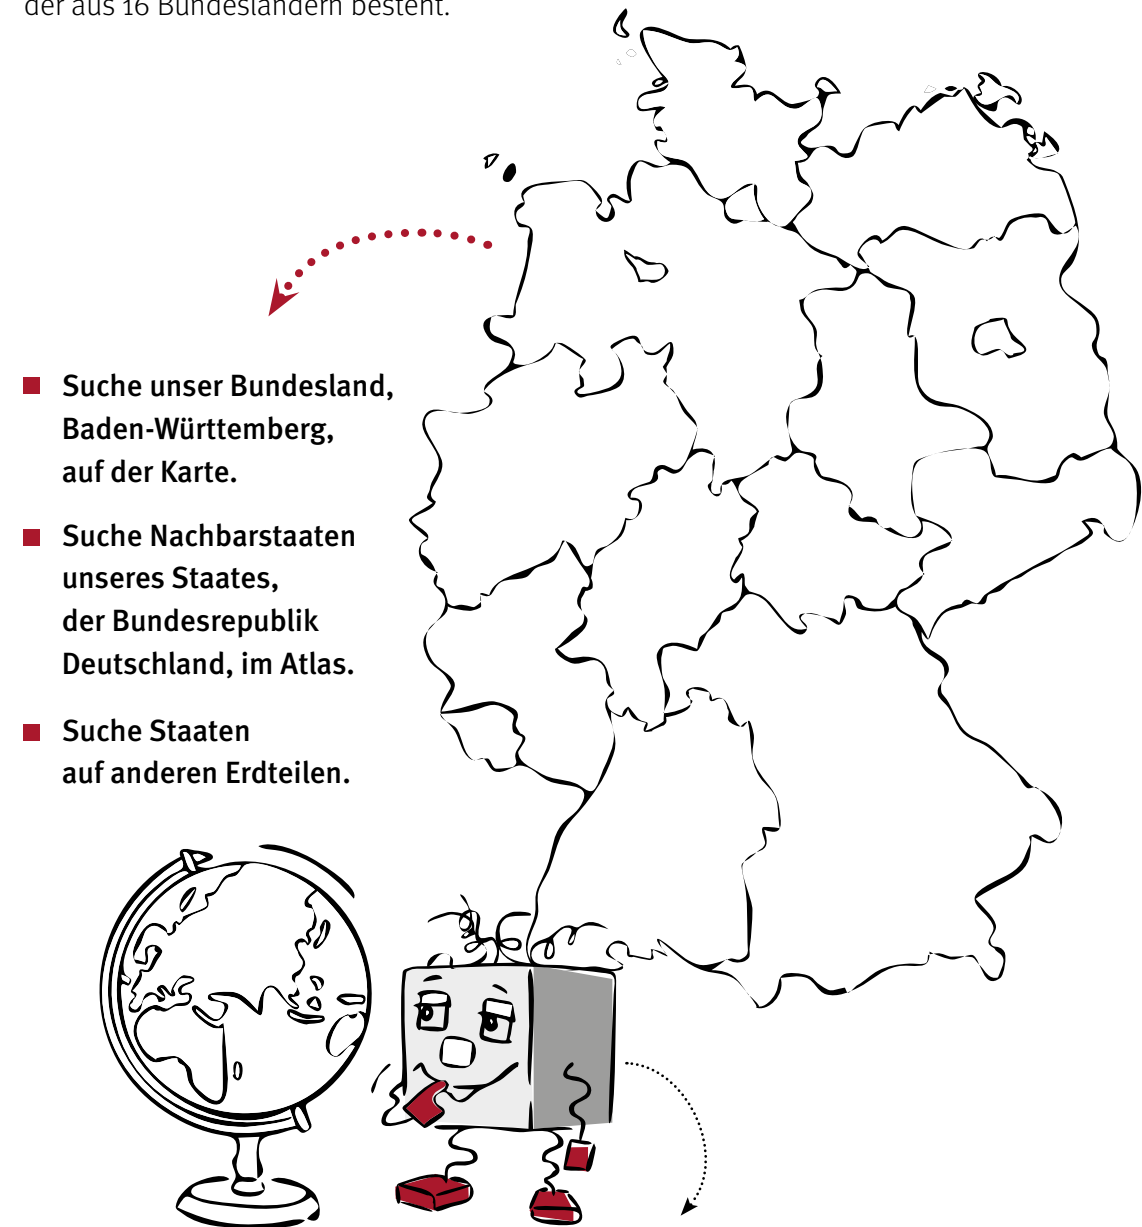 der aus 16 Bundesländern besteht.
Suche unser Bundesland,
Baden-Württemberg,
auf der Karte.
Suche Nachbarstaaten
unseres Staates,
der Bundesrepublik
Deutschland, im Atlas.
Suche Staaten
auf anderen Erdteilen.